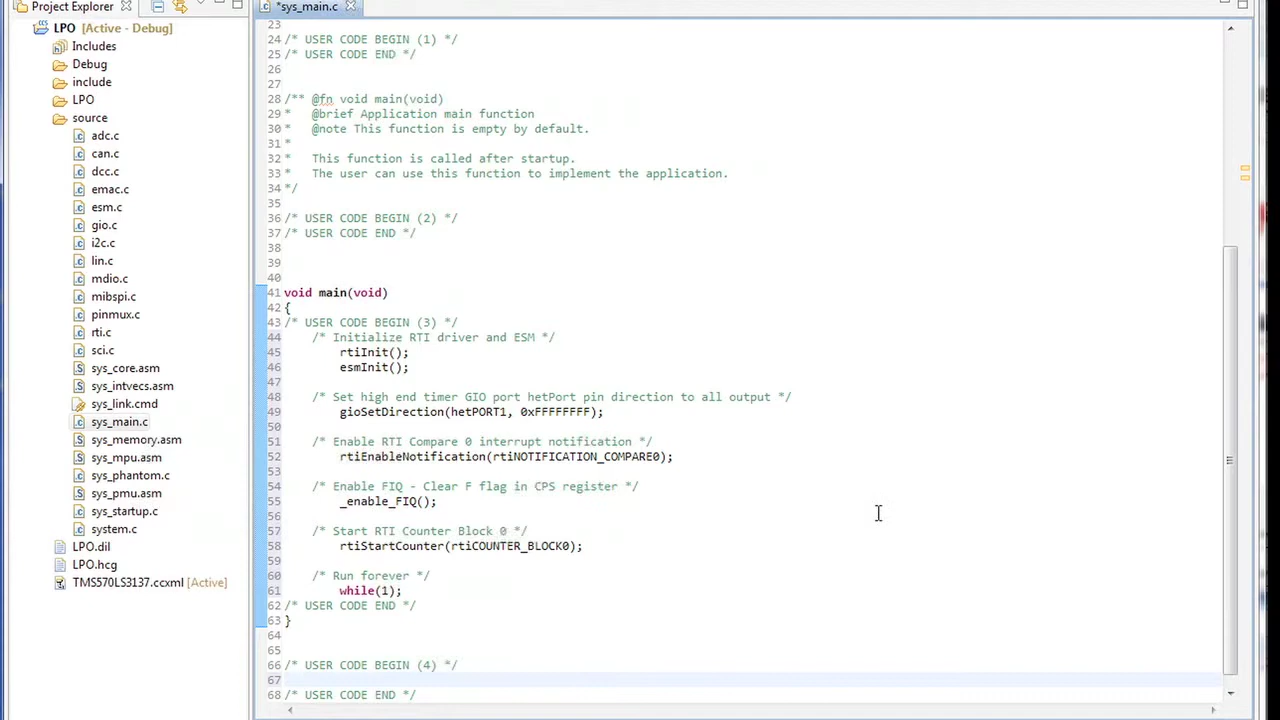 Project Explorer
LPO [Active - Debug]
Includes
Debug
include
LPO
source
adc.c
can.c
dcc.c
emac.c
esm.c
gio.c
i2c.c
lin.c
mdio.c
mibspi.c
pinmux.c
rti.c
sci.c
sys_core.asm
sys_intvecs.asm
sys_link.cmd
sys_main.c
sys_memory.asm
sys_mpu.asm
sys_phantom.c
sys_pmu.asm
sys_startup.c
system.c
LPO.dil
LPO.hcg
TMS570LS3137.ccxml [Active]
*sys_main.c
23
24 /* USER CODE BEGIN (1) */
25 /* USER CODE END */
26
27
28 /** @fn void main(void)
29 *   @brief Application main function
30 *   @note This function is empty by default.
31 *
32 *   This function is called after startup.
33 *   The user can use this function to implement the application.
34 */
35
36 /* USER CODE BEGIN (2) */
37 /* USER CODE END */
38
39
40
41 void main(void)
42 {
43 /* USER CODE BEGIN (3) */
44     /* Initialize RTI driver and ESM */
45         rtiInit();
46         esmInit();
47
48     /* Set high end timer GIO port hetPort pin direction to all output */
49         gioSetDirection(hetPORT1, 0xFFFFFFFF);
50
51     /* Enable RTI Compare 0 interrupt notification */
52         rtiEnableNotification(rtiNOTIFICATION_COMPARE0);
53
54     /* Enable FIQ - Clear F flag in CPS register */
55         _enable_FIQ();
56
57     /* Start RTI Counter Block 0 */
58         rtiStartCounter(rtiCOUNTER_BLOCK0);
59
60     /* Run forever */
61         while(1);
62 /* USER CODE END */
63 }
64
65
66 /* USER CODE BEGIN (4) */
67
68 /* USER CODE END */